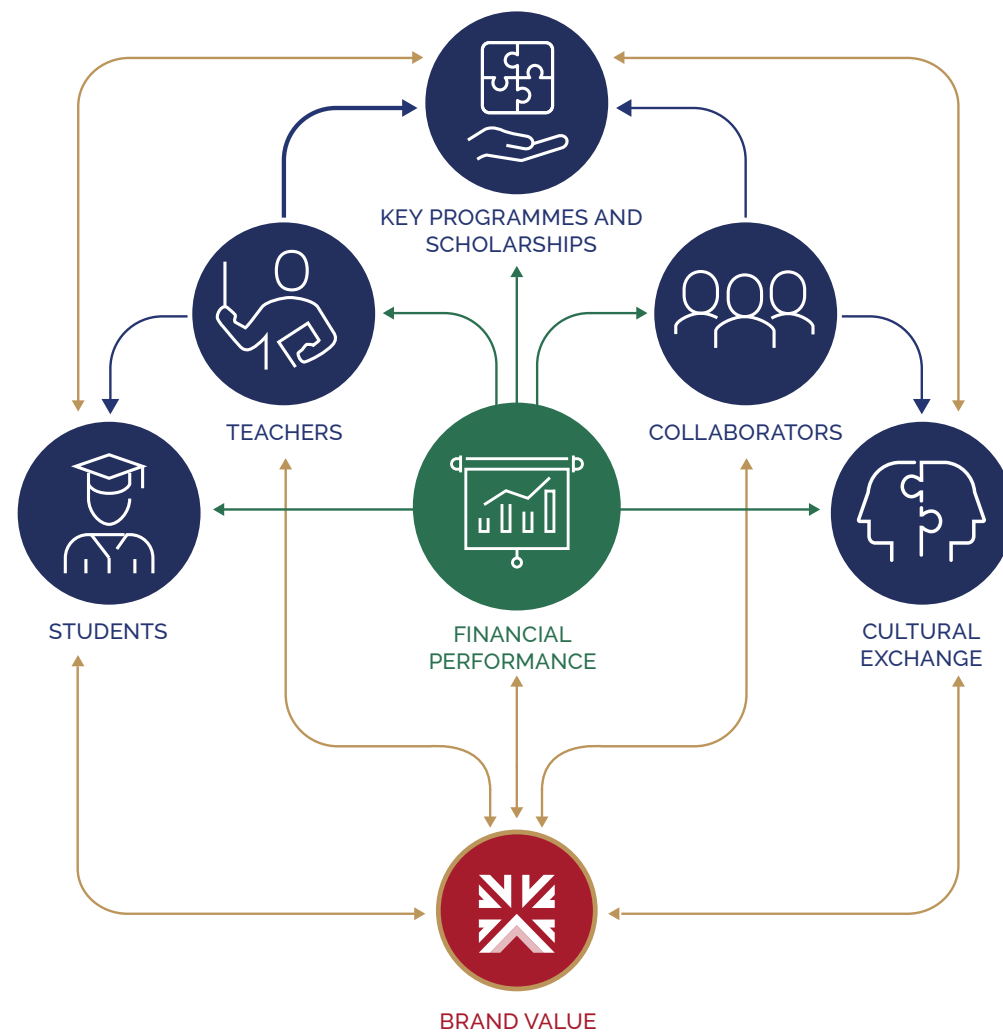 KEY PROGRAMMES AND
SCHOLARSHIPS
TEACHERS
COLLABORATORS
STUDENTS
FINANCIAL
PERFORMANCE
CULTURAL
EXCHANGE
BRAND VALUE